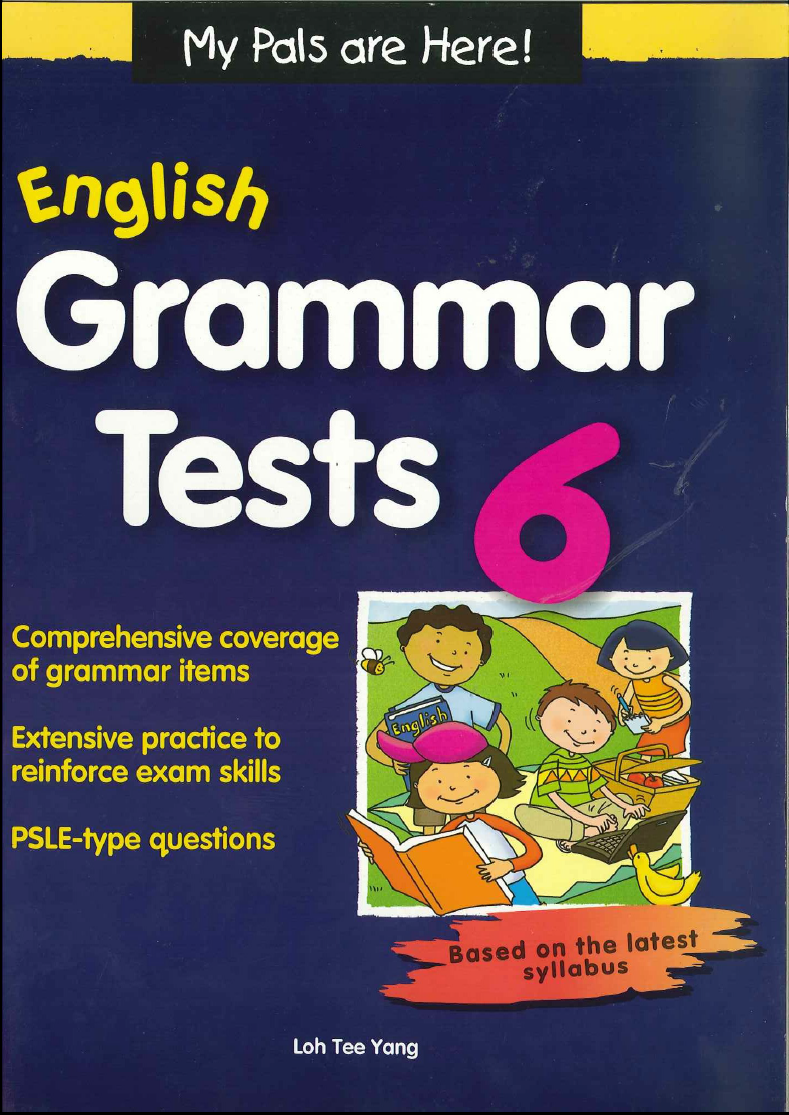 My Pals are Here!
English
Grammar
Tests 6
Comprehensive coverage
of grammar items
Extensive practice to
reinforce exam skills
PSLE-type questions
English
Based on the latest
syllabus
Loh Tee Yang